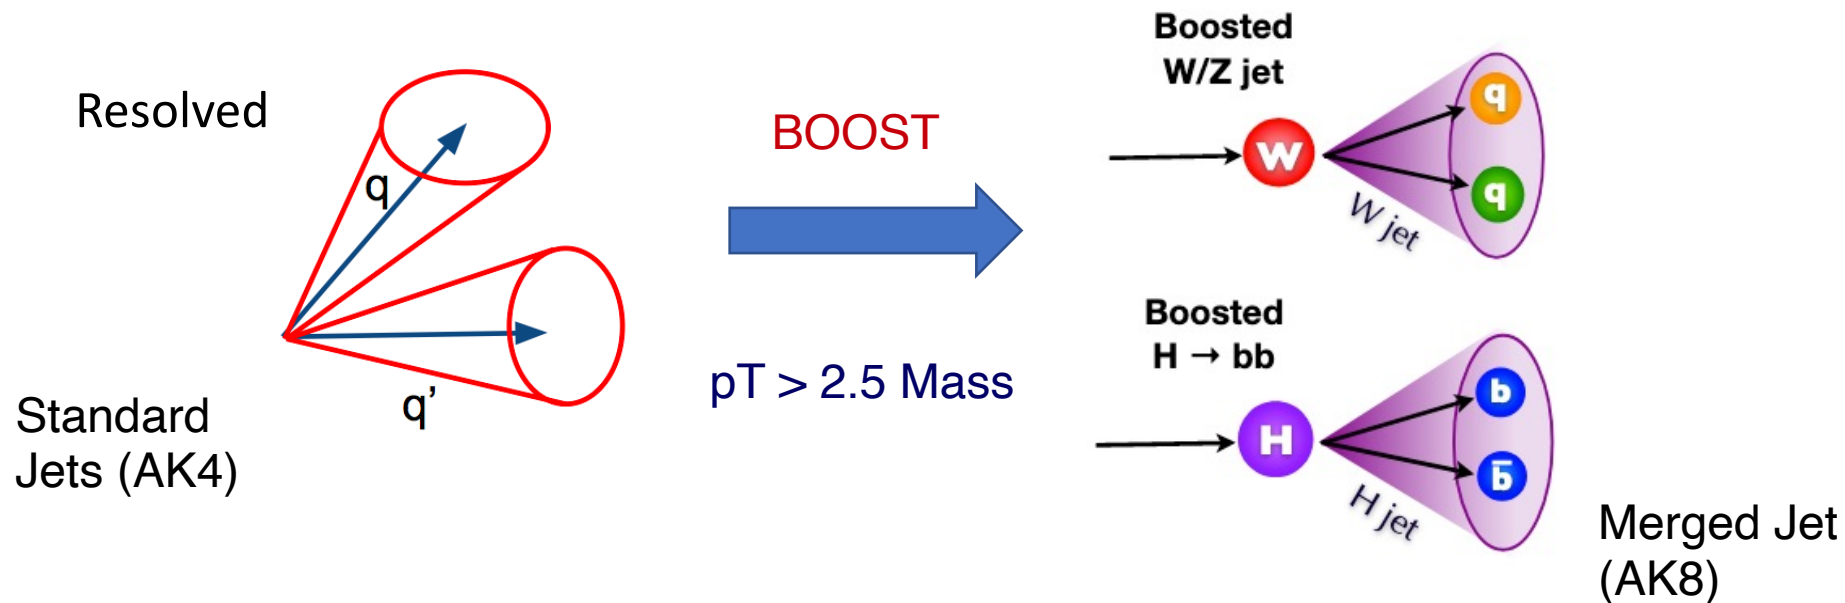 Resolved
q
q’
Standard
Jets (AK4)
BOOST
pT > 2.5 Mass
Boosted
W/Z jet
W
q
q
W jet
Boosted
H → bb
H
b
b̅
H jet
Merged Jet
(AK8)